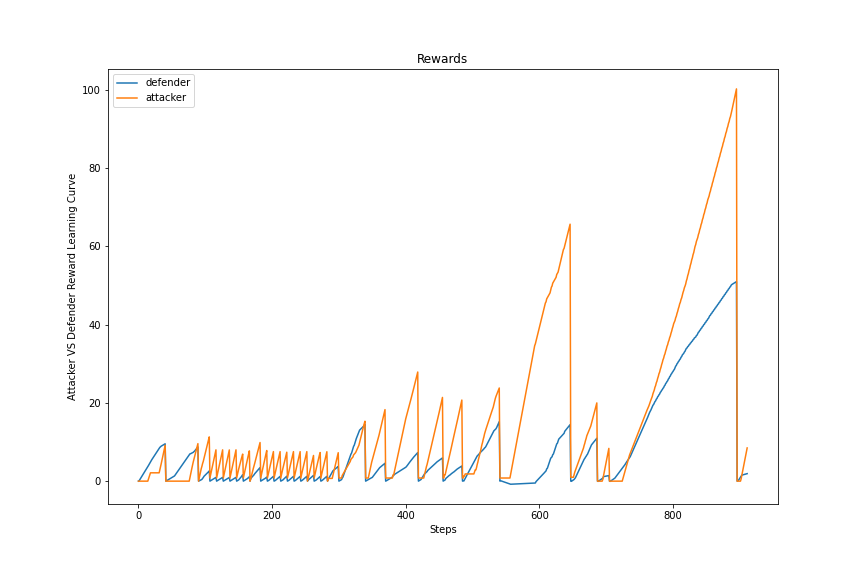 Rewards
defender
attacker
Attacker VS Defender Reward Learning Curve
100
80
60
40
20
0
0 200 400 600 800
Steps